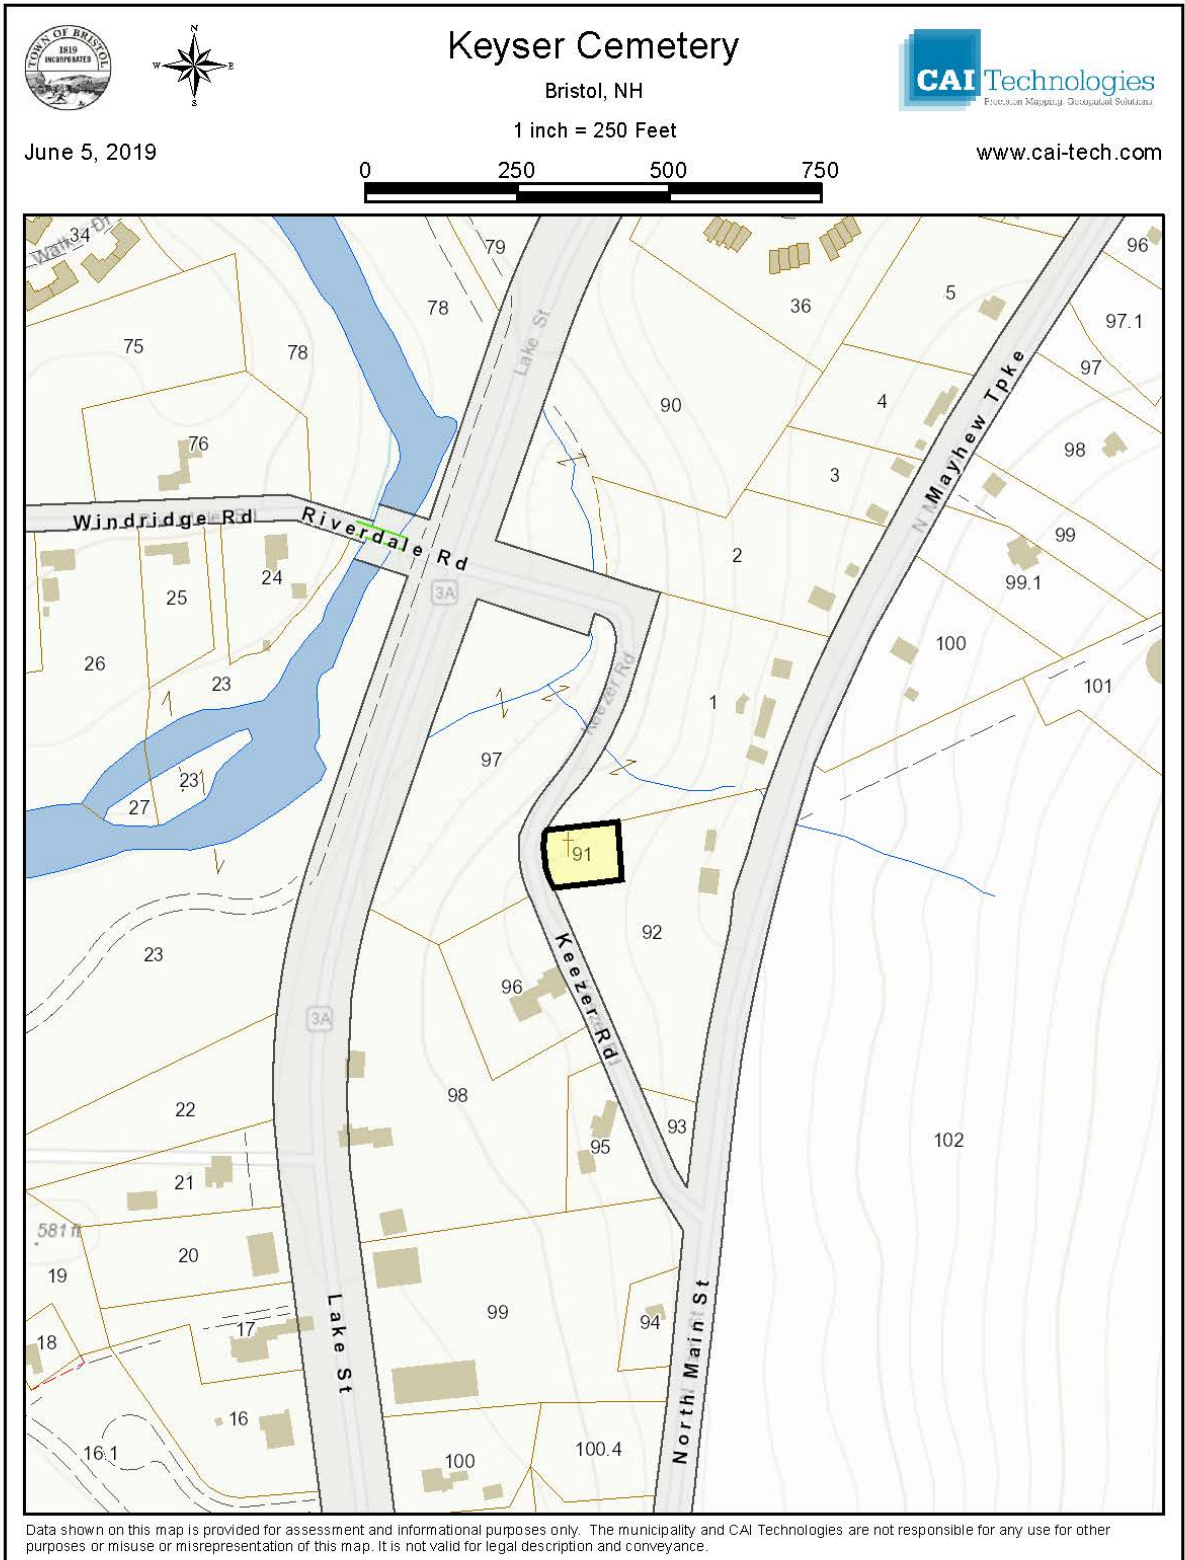 TOWN OF BRISTOL
1819
INCORPORATED
N
W
E
S
Keyser Cemetery
Bristol, NH
1 inch = 250 Feet
CAI Technologies
Precision Mapping. Geospatial Solutions.
June 5, 2019
www.cai-tech.com
0 250 500 750
34
79
96
5
78
36
97.1
Lake St
75
78
97
90
4
N Mayhew Tpke
76
98
3
Windridge Rd
Riverdale Rd
99
2
24
3A
99.1
25
100
26
Keezer Rd
23
101
1
97
23
27
91
92
23
96
Keezer Rd
3A
98
22
93
102
95
21
581 ft
20
19
99
94
17
18
Lake St
North Main St
16
16.1
100
100.4
Data shown on this map is provided for assessment and informational purposes only. The municipality and CAI Technologies are not responsible for any use for other
purposes or misuse or misrepresentation of this map. It is not valid for legal description and conveyance.